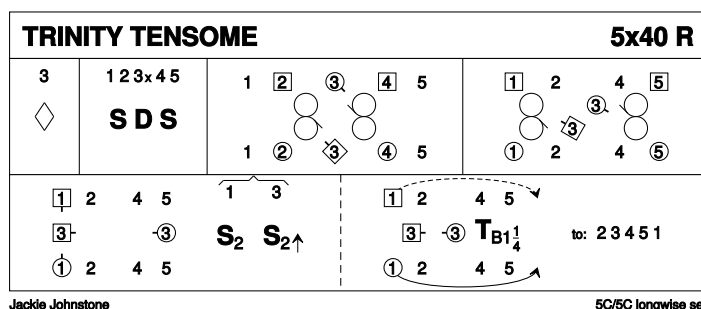 TRINITY TENSOME 5x40 R
3 1 2 3x 4 5 1 2 3 4 5 1 2 4 5
S D S 3
3
1 2 3 4 5 1 2 4 5
1 2 4 5 1 3 1 2 4 5
3 3 S2 S2↑ 3 3 TB1 1/4 to: 2 3 4 5 1
1 2 4 5 1 2 4 5
Jackie Johnstone 5C/5C longwise se